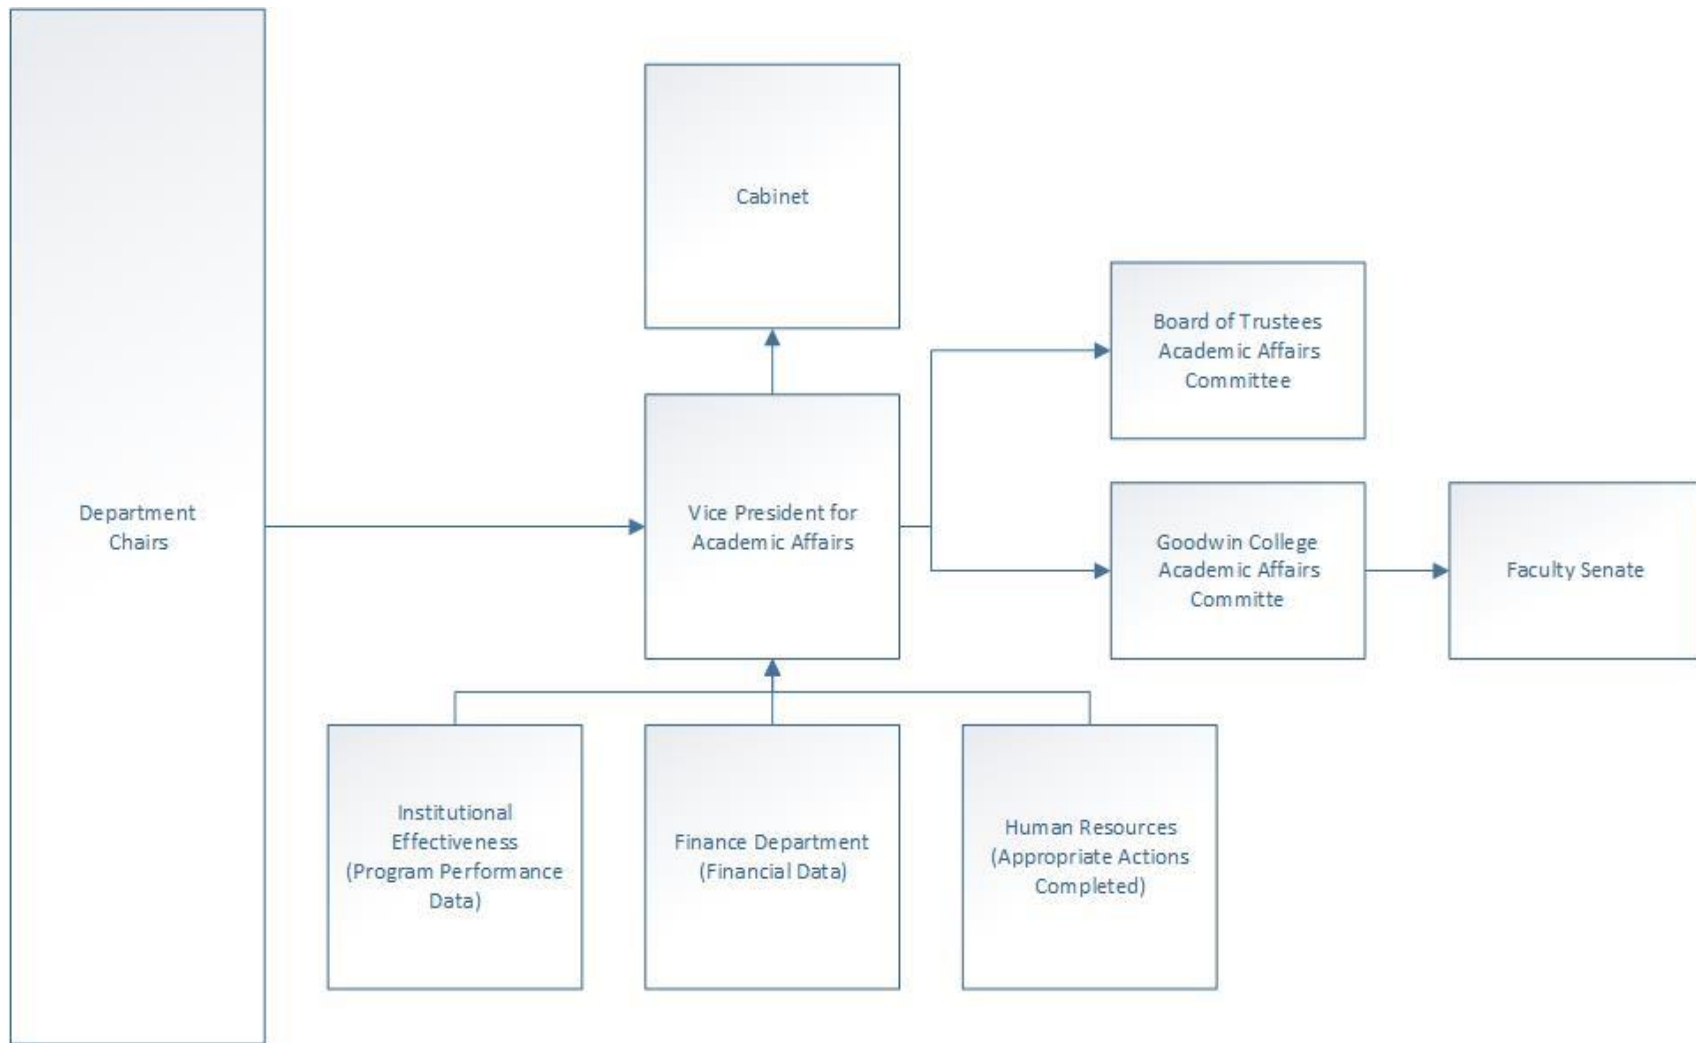 Cabinet
Board of Trustees
Academic Affairs
Committee
Department
Chairs
Vice President for
Academic Affairs
Goodwin College
Academic Affairs
Committe
Faculty Senate
Institutional
Effectiveness
(Program Performance
Data)
Finance Department
(Financial Data)
Human Resources
(Appropriate Actions
Completed)